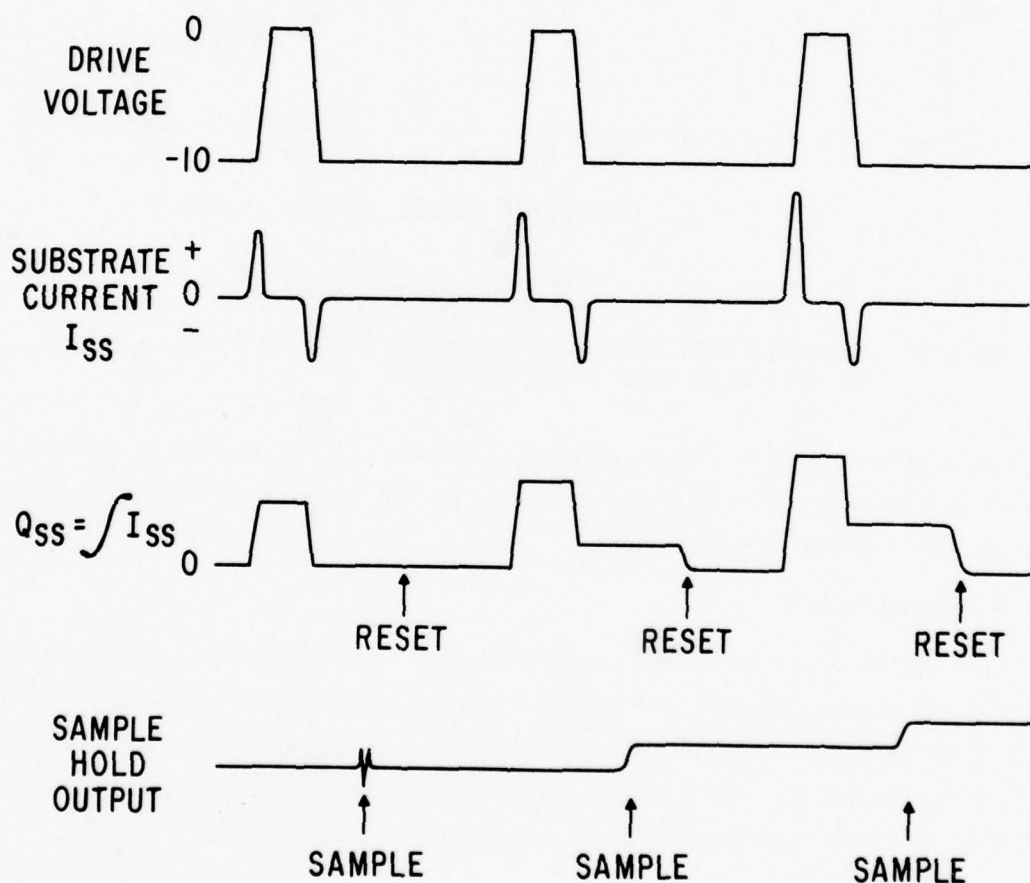 0
DRIVE
VOLTAGE
-10
SUBSTRATE
CURRENT
ISS
+
0
-
QSS = ∫ISS
0
RESET
RESET
RESET
SAMPLE
HOLD
OUTPUT
SAMPLE
SAMPLE
SAMPLE